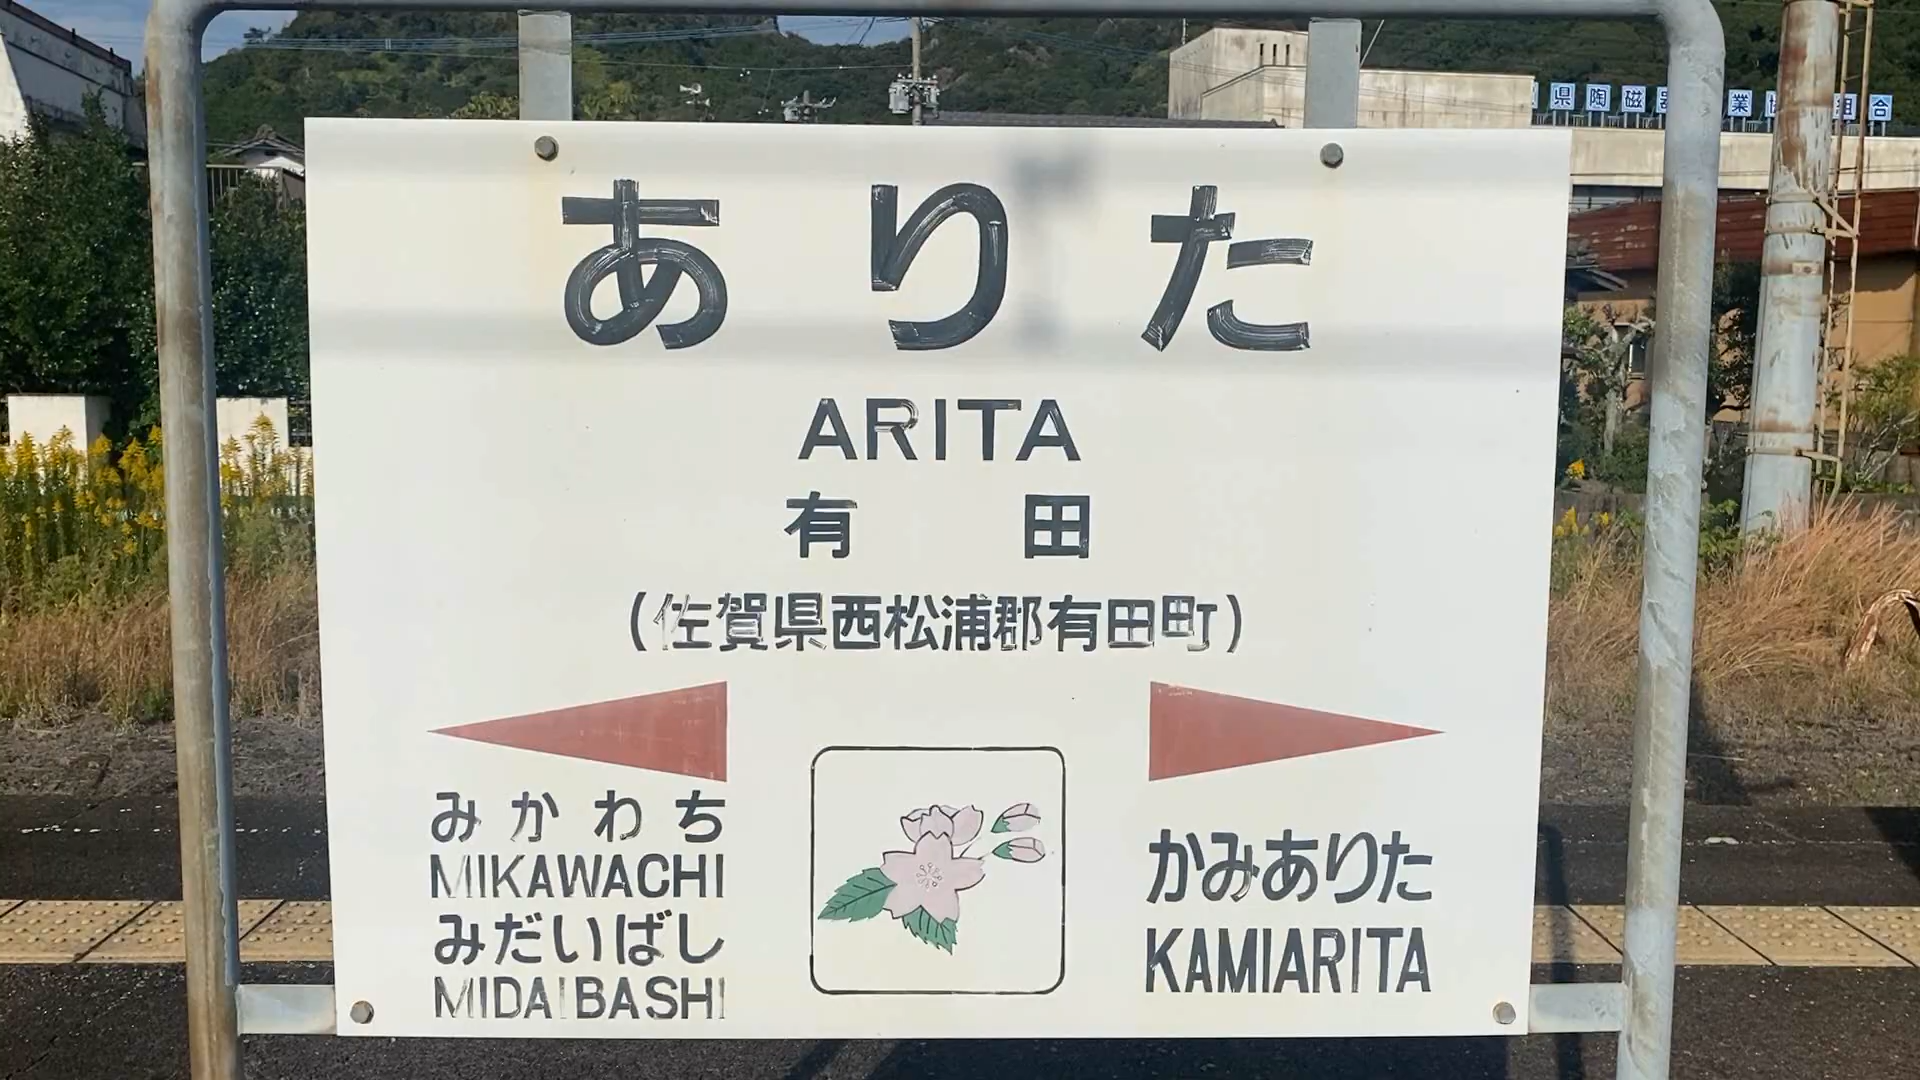 県陶磁器 業 組合
あ り た
ARITA
有 田
(佐賀県西松浦郡有田町)
みかわち
MIKAWACHI
みだいばし
MIDAIBASHI
かみありた
KAMIARITA